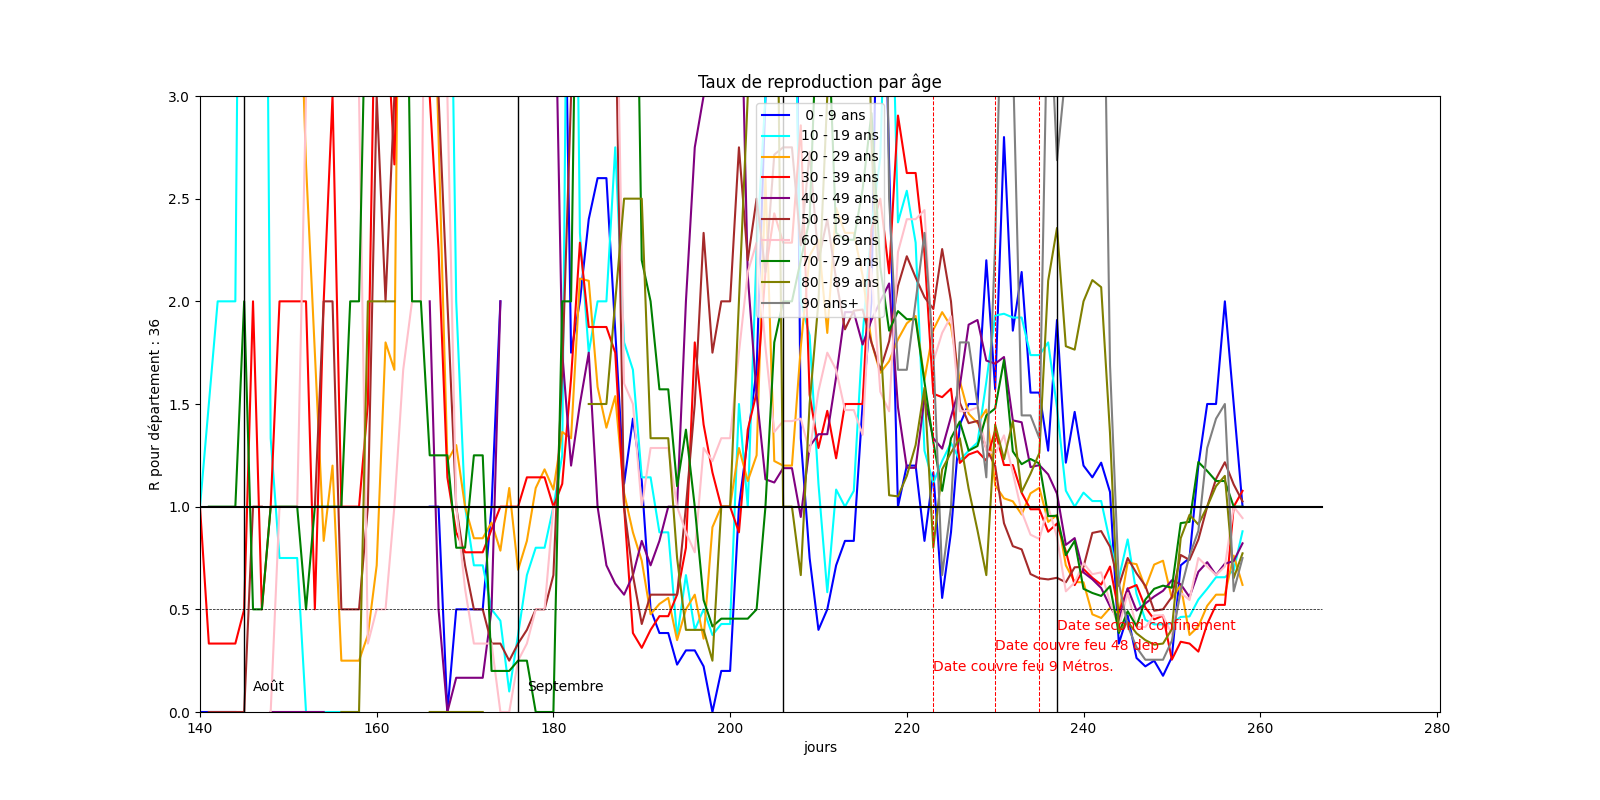 Taux de reproduction par âge
R pour département : 36
3.0
2.5
2.0
1.5
1.0
0.5
0.0
0 - 9 ans
10 - 19 ans
20 - 29 ans
30 - 39 ans
40 - 49 ans
50 - 59 ans
60 - 69 ans
70 - 79 ans
80 - 89 ans
90 ans+
Date second confinement
Date couvre feu 48 dep
Date couvre feu 9 Métros.
Août
Septembre
140
160
180
200
220
240
260
280
jours